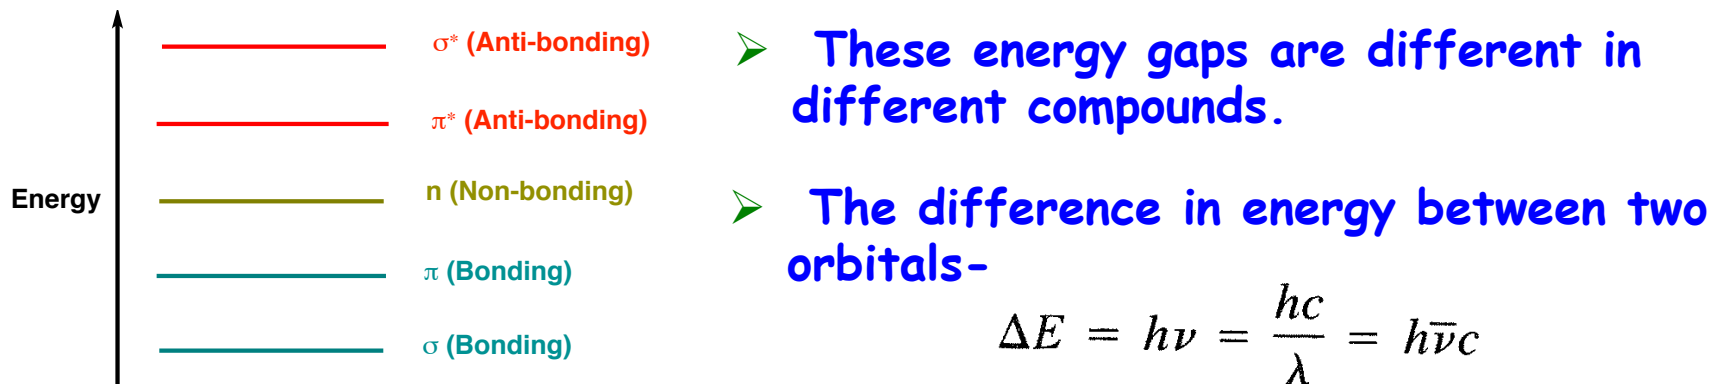 σ* (Anti-bonding)
π* (Anti-bonding)
Energy
n (Non-bonding)
π (Bonding)
σ (Bonding)
➢ These energy gaps are different in
different compounds.
➢ The difference in energy between two
orbitals-
ΔE = hν = hc/λ = hν̅c